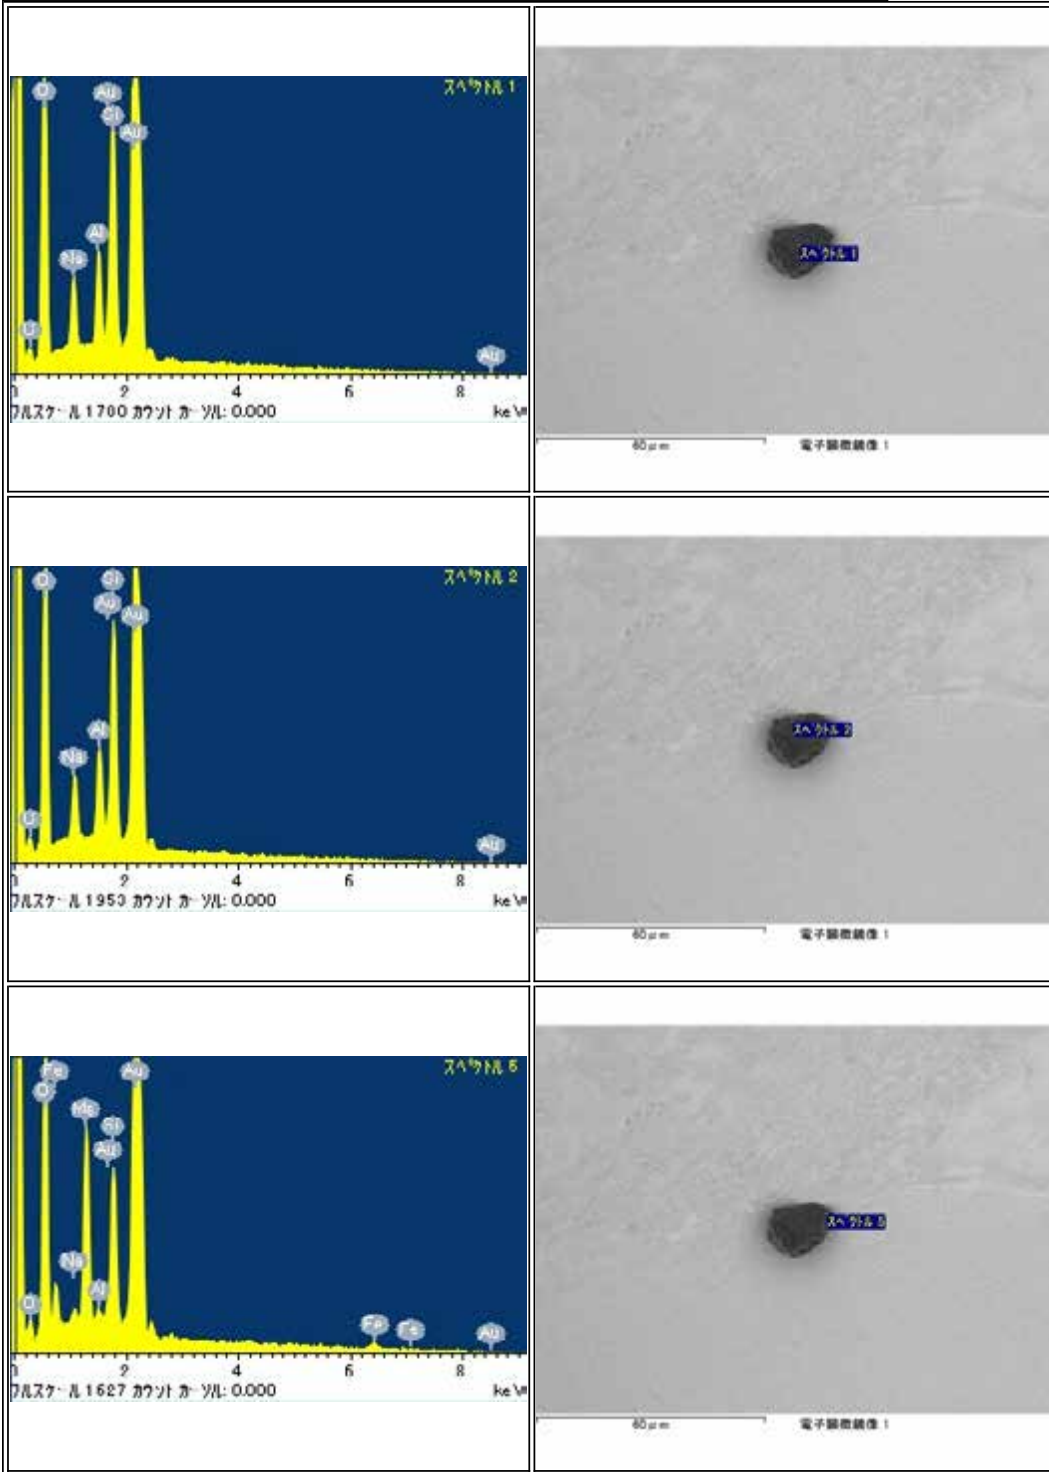 スペクトル 1
O
Au
Si
Au
Al
Na
Au
0 2 4 6 8
フルスケール 1700 カウント カーソル: 0.000 keV
スペクトル 1
60μm 電子顕微鏡像 1
スペクトル 2
O
Si
Au
Au
Al
Na
Au
0 2 4 6 8
フルスケール 1953 カウント カーソル: 0.000 keV
スペクトル 2
60μm 電子顕微鏡像 1
スペクトル 5
Fe
Au
O
Mg
Si
Au
Na
Al
Fe
Fe
Au
0 2 4 6 8
フルスケール 1627 カウント カーソル: 0.000 keV
スペクトル 5
60μm 電子顕微鏡像 1